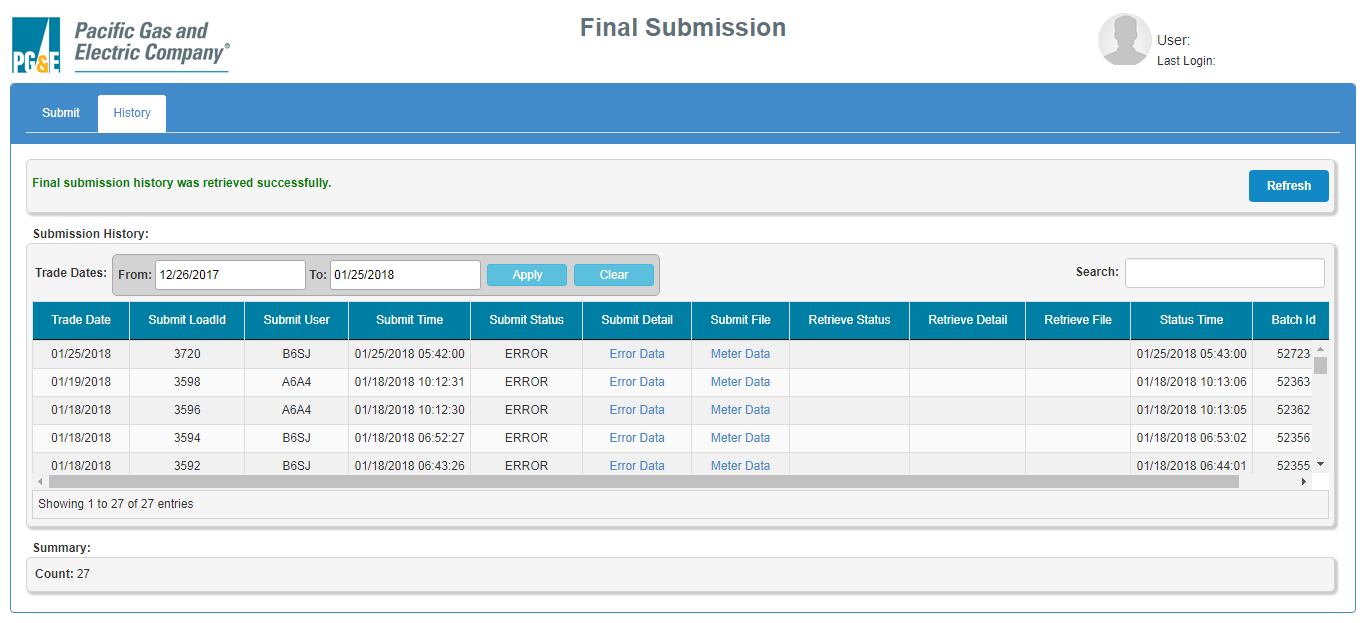 PG&E
Pacific Gas and
Electric Company®
Final Submission
User:
Last Login:
Submit History
Final submission history was retrieved successfully.
Refresh
Submission History:
Trade Dates: From: 12/26/2017 To: 01/25/2018 Apply Clear Search:
Trade Date Submit LoadId Submit User Submit Time Submit Status Submit Detail Submit File Retrieve Status Retrieve Detail Retrieve File Status Time Batch Id
01/25/2018 3720 B6SJ 01/25/2018 05:42:00 ERROR Error Data Meter Data 01/25/2018 05:43:00 52723
01/19/2018 3598 A6A4 01/18/2018 10:12:31 ERROR Error Data Meter Data 01/18/2018 10:13:06 52363
01/18/2018 3596 A6A4 01/18/2018 10:12:30 ERROR Error Data Meter Data 01/18/2018 10:13:05 52362
01/18/2018 3594 B6SJ 01/18/2018 06:52:27 ERROR Error Data Meter Data 01/18/2018 06:53:02 52356
01/18/2018 3592 B6SJ 01/18/2018 06:43:26 ERROR Error Data Meter Data 01/18/2018 06:44:01 52355
Showing 1 to 27 of 27 entries
Summary:
Count: 27